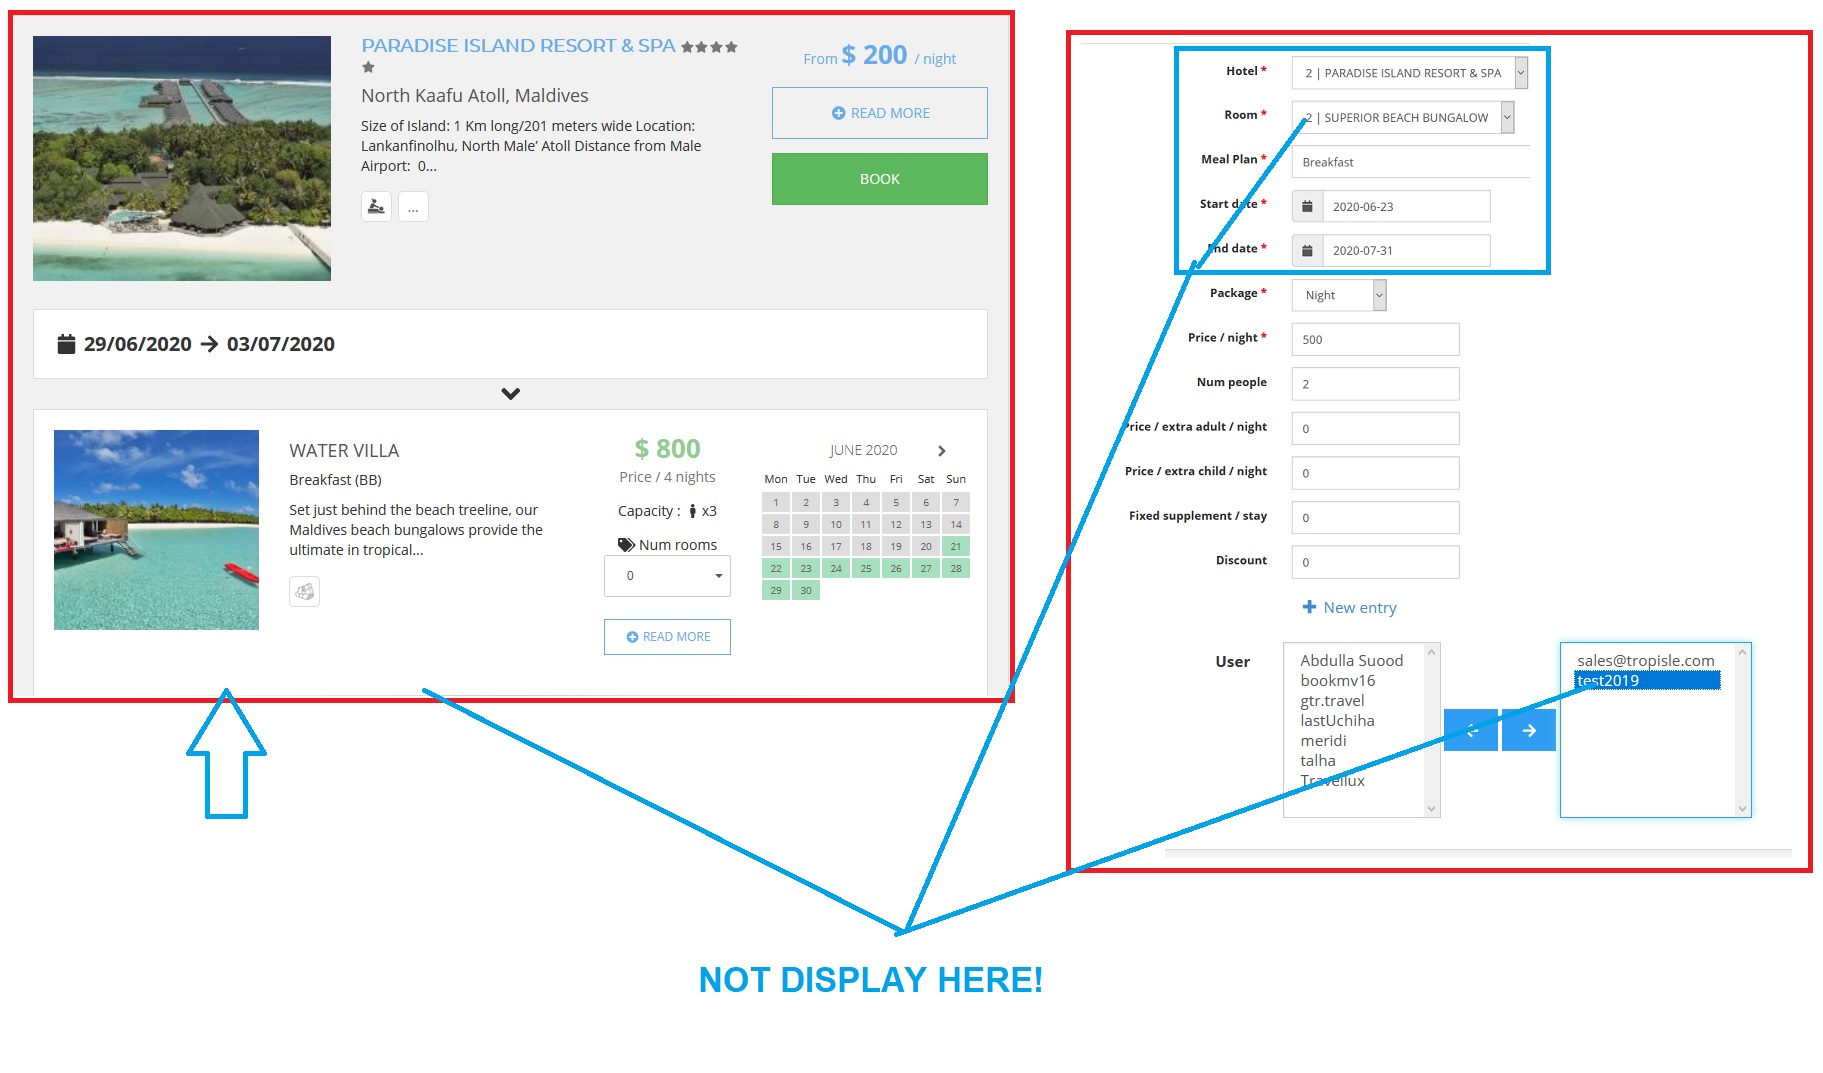 PARADISE ISLAND RESORT & SPA
From $ 200 / night
North Kaafu Atoll, Maldives
Size of Island: 1 Km long/201 meters wide Location:
Lankanfinolhu, North Male’ Atoll Distance from Male
Airport:  0...
...
READ MORE
BOOK
29/06/2020 → 03/07/2020
WATER VILLA
Breakfast (BB)
Set just behind the beach treeline, our
Maldives beach bungalows provide the
ultimate in tropical...
$ 800
Price / 4 nights
Capacity : x3
Num rooms
0
READ MORE
JUNE 2020
Mon Tue Wed Thu Fri Sat Sun
1 2 3 4 5 6 7
8 9 10 11 12 13 14
15 16 17 18 19 20 21
22 23 24 25 26 27 28
29 30
Hotel * 2 | PARADISE ISLAND RESORT & SPA
Room * 2 | SUPERIOR BEACH BUNGALOW
Meal Plan * Breakfast
Start date * 2020-06-23
End date * 2020-07-31
Package * Night
Price / night * 500
Num people 2
Price / extra adult / night 0
Price / extra child / night 0
Fixed supplement / stay 0
Discount 0
New entry
User
Abdulla Suood
bookmv16
gtr.travel
lastUchiha
meridi
talha
Travellux
sales@tropisle.com
test2019
NOT DISPLAY HERE!